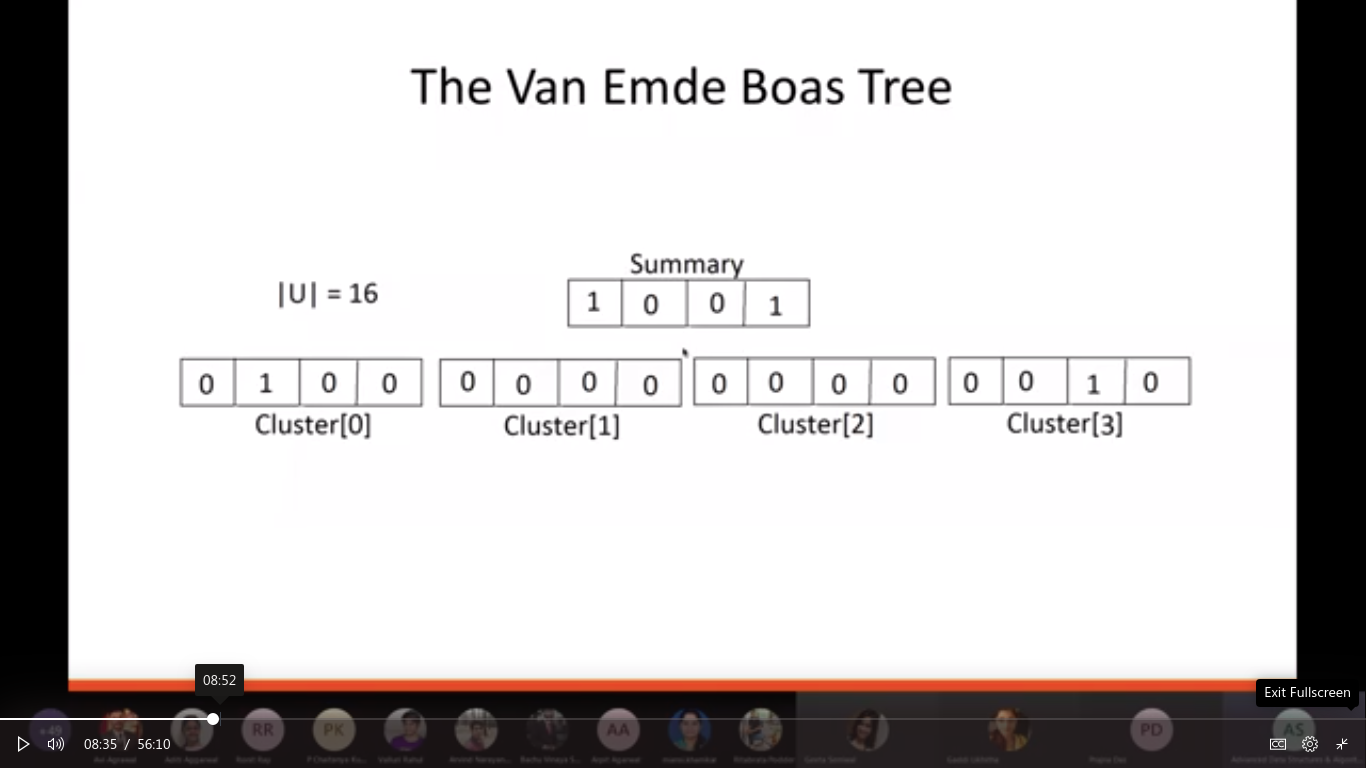 The Van Emde Boas Tree
Summary
|U| = 16
1 0 0 1
0 1 0 0
0 0 0 0
0 0 0 0
0 0 1 0
Cluster[0]
Cluster[1]
Cluster[2]
Cluster[3]
08:52
Exit Fullscreen
+49
RR
PK
AA
PD
AS
08:35 / 56:10
CC